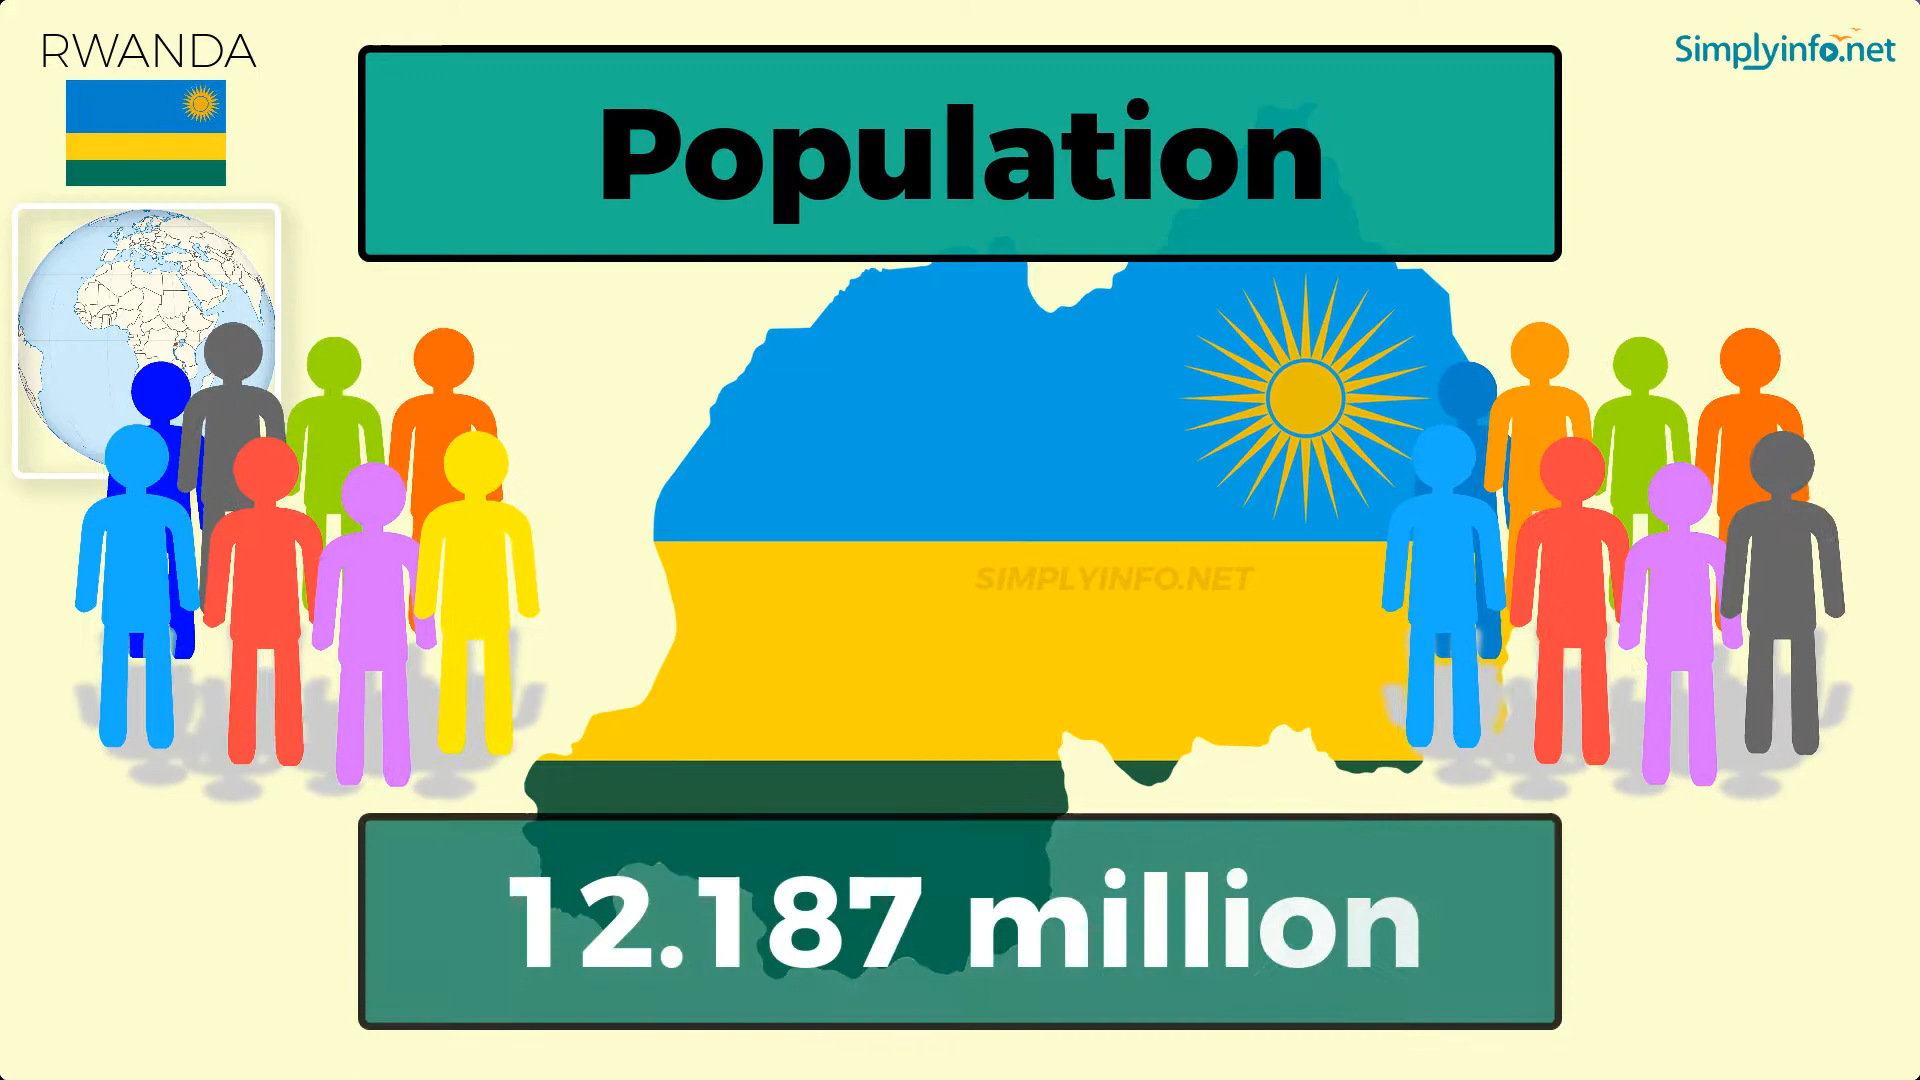 RWANDA
Simplyinfo.net
Population
SIMPLYINFO.NET
12.187 million